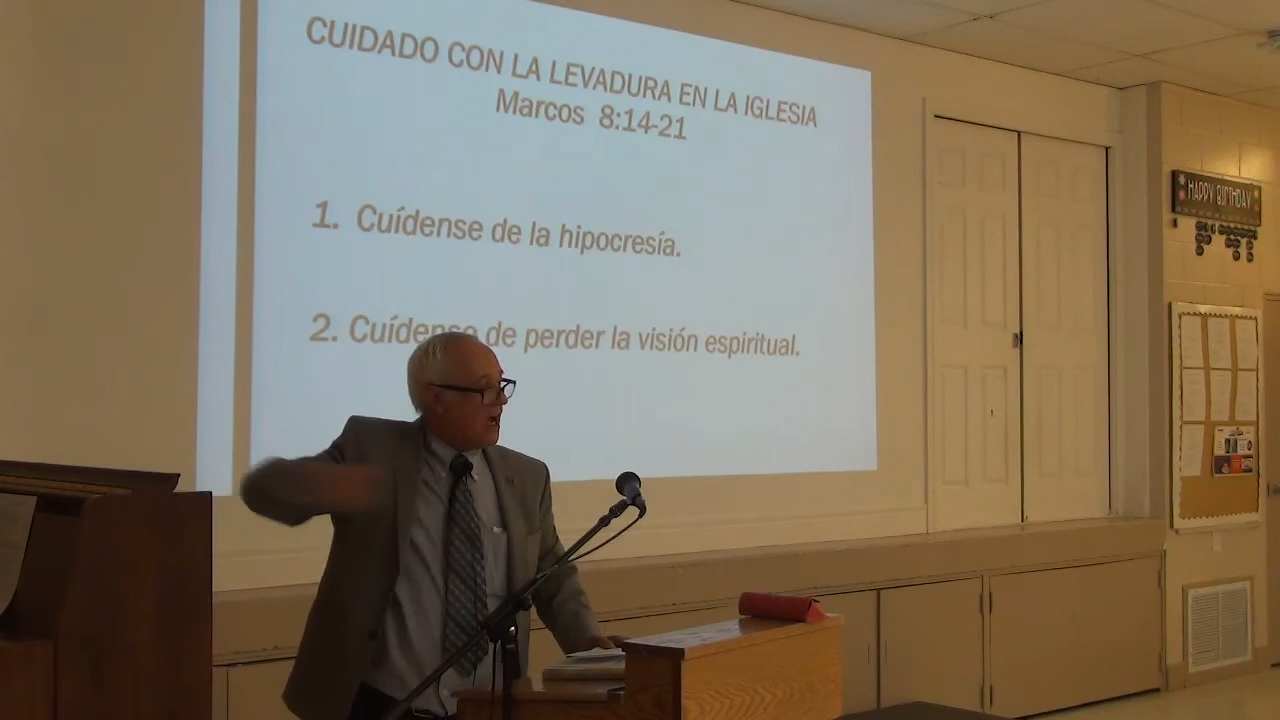 CUIDADO CON LA LEVADURA EN LA IGLESIA
Marcos 8:14-21
1. Cuídense de la hipocresía.
2. Cuídense de perder la visión espiritual.
HAPPY BIRTHDAY